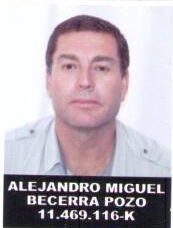 ALEJANDRO MIGUEL
BECERRA POZO
11.469.116-K